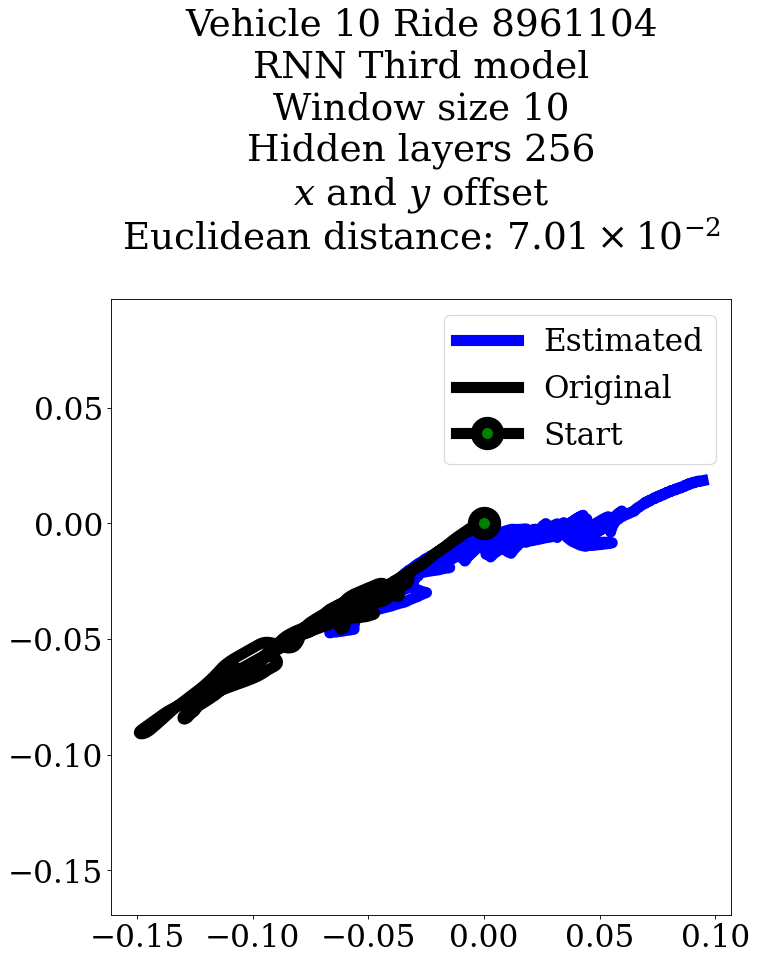 Vehicle 10 Ride 8961104
RNN Third model
Window size 10
Hidden layers 256
x and y offset
Euclidean distance: 7.01 × 10⁻²
Estimated
Original
Start
0.05
0.00
−0.05
−0.10
−0.15
−0.15 −0.10 −0.05 0.00 0.05 0.10